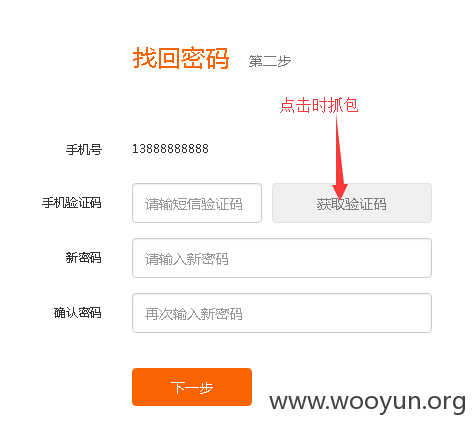 找回密码 第二步
点击时抓包
手机号 13888888888
手机验证码 请输短信验证码 获取验证码
新密码 请输入新密码
确认密码 再次输入新密码
下一步
www.wooyun.org